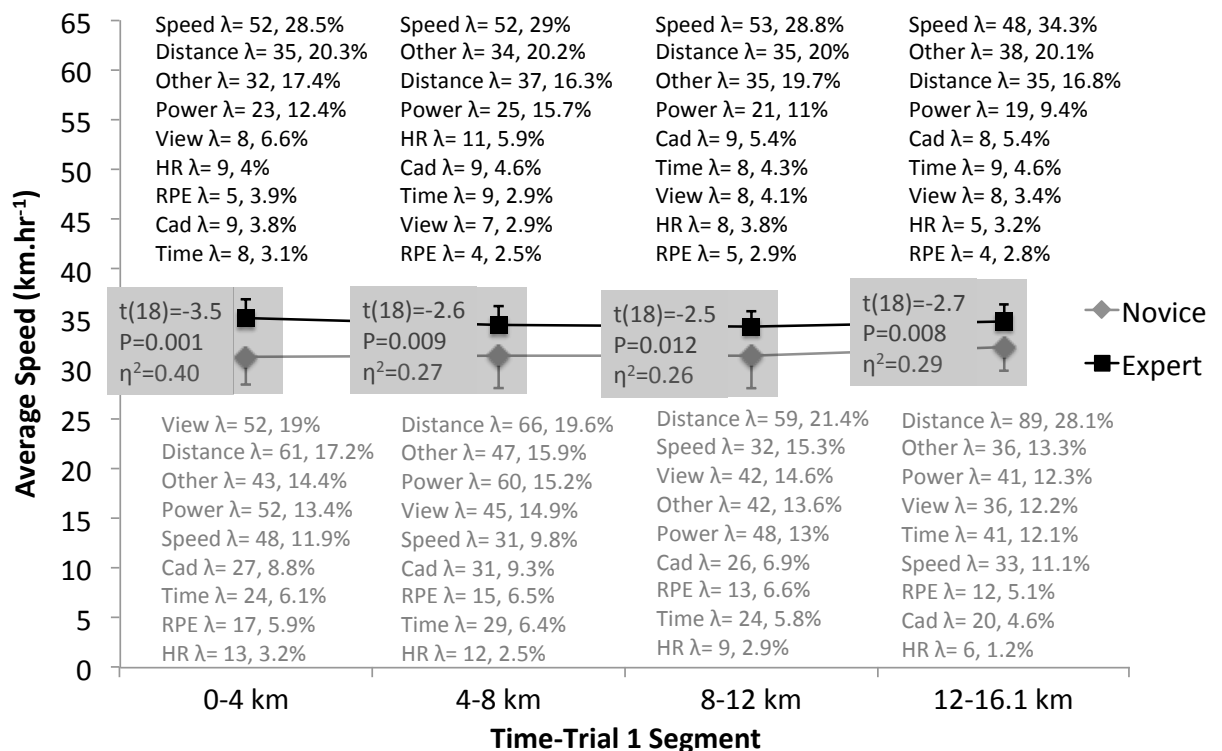 65
60
55
50
45
40
35
30
25
20
15
10
5
0
Average Speed (km.hr⁻¹)
Speed λ= 52, 28.5%
Distance λ= 35, 20.3%
Other λ= 32, 17.4%
Power λ= 23, 12.4%
View λ= 8, 6.6%
HR λ= 9, 4%
RPE λ= 5, 3.9%
Cad λ= 9, 3.8%
Time λ= 8, 3.1%
Speed λ= 52, 29%
Other λ= 34, 20.2%
Distance λ= 37, 16.3%
Power λ= 25, 15.7%
HR λ= 11, 5.9%
Cad λ= 9, 4.6%
Time λ= 9, 2.9%
View λ= 7, 2.9%
RPE λ= 4, 2.5%
Speed λ= 53, 28.8%
Distance λ= 35, 20%
Other λ= 35, 19.7%
Power λ= 21, 11%
Cad λ= 9, 5.4%
Time λ= 8, 4.3%
View λ= 8, 4.1%
HR λ= 8, 3.8%
RPE λ= 5, 2.9%
Speed λ= 48, 34.3%
Other λ= 38, 20.1%
Distance λ= 35, 16.8%
Power λ= 19, 9.4%
Cad λ= 8, 5.4%
Time λ= 9, 4.6%
View λ= 8, 3.4%
HR λ= 5, 3.2%
RPE λ= 4, 2.8%
t(18)=-3.5
P=0.001
η²=0.40
t(18)=-2.6
P=0.009
η²=0.27
t(18)=-2.5
P=0.012
η²=0.26
t(18)=-2.7
P=0.008
η²=0.29
Novice
Expert
View λ= 52, 19%
Distance λ= 61, 17.2%
Other λ= 43, 14.4%
Power λ= 52, 13.4%
Speed λ= 48, 11.9%
Cad λ= 27, 8.8%
Time λ= 24, 6.1%
RPE λ= 17, 5.9%
HR λ= 13, 3.2%
Distance λ= 66, 19.6%
Other λ= 47, 15.9%
Power λ= 60, 15.2%
View λ= 45, 14.9%
Speed λ= 31, 9.8%
Cad λ= 31, 9.3%
RPE λ= 15, 6.5%
Time λ= 29, 6.4%
HR λ= 12, 2.5%
Distance λ= 59, 21.4%
Speed λ= 32, 15.3%
View λ= 42, 14.6%
Other λ= 42, 13.6%
Power λ= 48, 13%
Cad λ= 26, 6.9%
RPE λ= 13, 6.6%
Time λ= 24, 5.8%
HR λ= 9, 2.9%
Distance λ= 89, 28.1%
Other λ= 36, 13.3%
Power λ= 41, 12.3%
View λ= 36, 12.2%
Time λ= 41, 12.1%
Speed λ= 33, 11.1%
RPE λ= 12, 5.1%
Cad λ= 20, 4.6%
HR λ= 6, 1.2%
0-4 km
4-8 km
8-12 km
12-16.1 km
Time-Trial 1 Segment